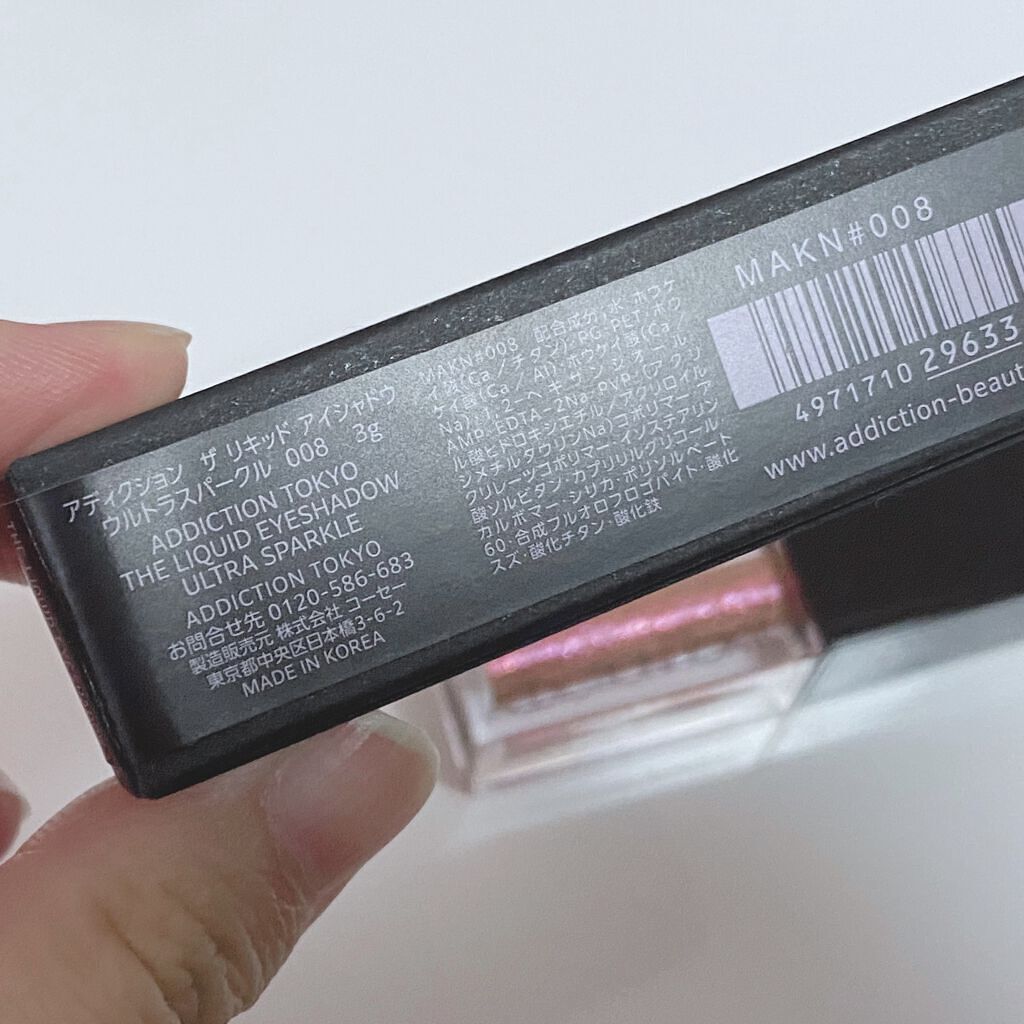 アディクション ザ リキッド アイシャドウ
ウルトラスパークル 008 3g
ADDICTION TOKYO
THE LIQUID EYESHADOW
ULTRA SPARKLE
ADDICTION TOKYO
お問合せ先 0120-586-683
製造販売元 株式会社 コーセー
東京都中央区日本橋3-6-2
MADE IN KOREA
MAKN#008 配合成分:水・ホウケ
イ酸(Ca/チタン)・PG・PET・ホウ
ケイ酸(Ca/Al)・ホウケイ酸(Ca/
Na)・1,2-ヘキサンジオール・
AMP・EDTA-2Na・PVP・(アクリ
ル酸ヒドロキシエチル/アクリロイル
ジメチルタウリンNa)コポリマー・ア
クリレーツコポリマー・イソステアリン
酸ソルビタン・カプリリルグリコール・
カルボマー・シリカ・ポリソルベート
60・合成フルオロフロゴパイト・酸化
スズ・酸化チタン・酸化鉄
MAKN#008
4971710 29633
www.addiction-beaut